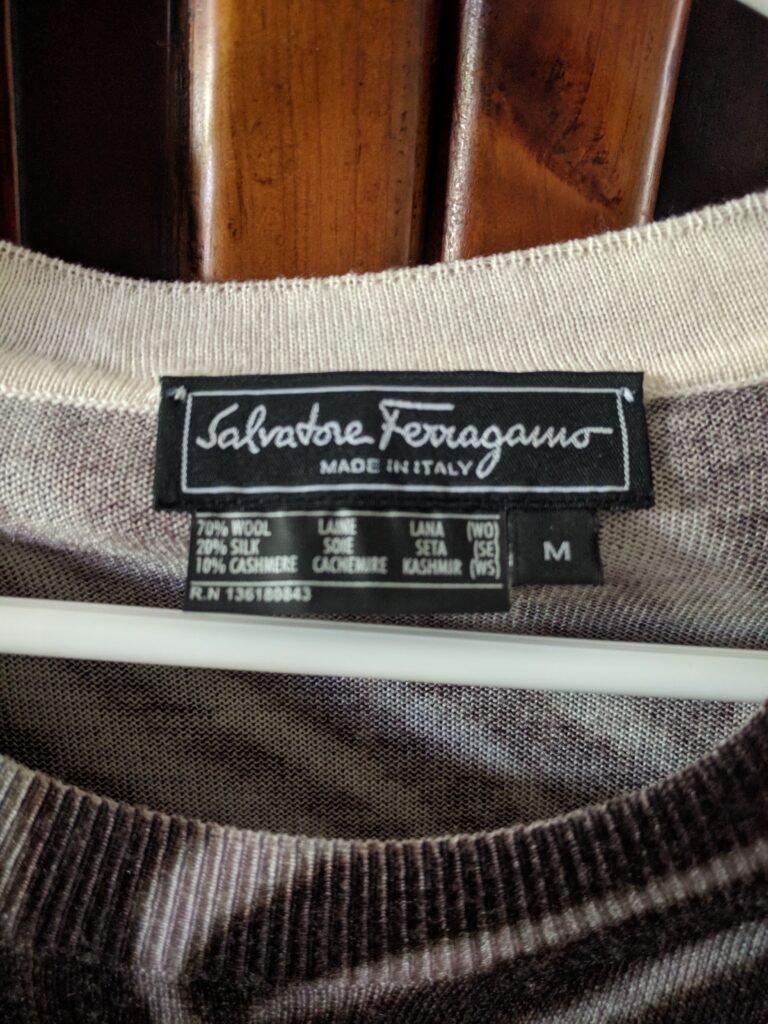 Salvatore Ferragamo
MADE IN ITALY
70% WOOL LAINE LANA (WO)
20% SILK SOIE SETA (SE)
10% CASHMERE CACHEMIRE KASHMIR (WS)
R.N 136180843
M